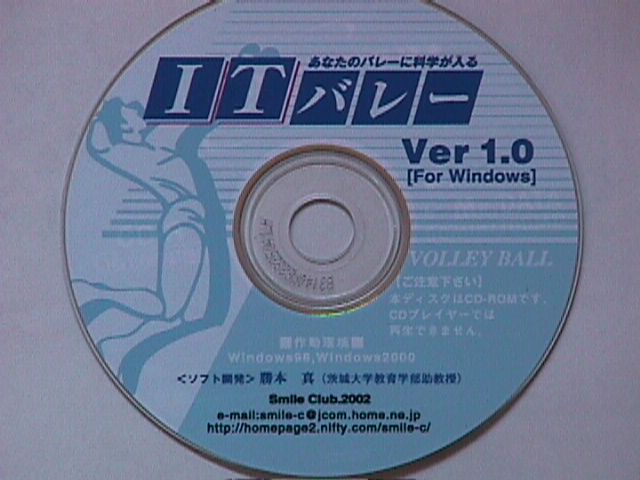 あなたのバレーに科学が入る
ITバレー
Ver 1.0
[For Windows]
VOLLEY BALL
【ご注意下さい】
本ディスクはCD-ROMです。
CDプレイヤーでは
再生できません。
Windows98,Windows2000
<ソフト開発> 勝本 真 (茨城大学教育学部助教授)
Smile Club.2002
e-mail:smile-c@jcom.home.ne.jp
http://homepage2.nifty.com/smile-c/